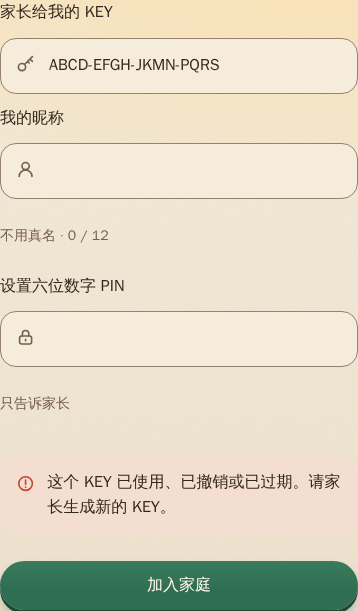 家长给我的 KEY
ABCD-EFGH-JKMN-PQRS
我的昵称
不用真名 · 0 / 12
设置六位数字 PIN
只告诉家长
这个 KEY 已使用、已撤销或已过期。请家
长生成新的 KEY。
加入家庭